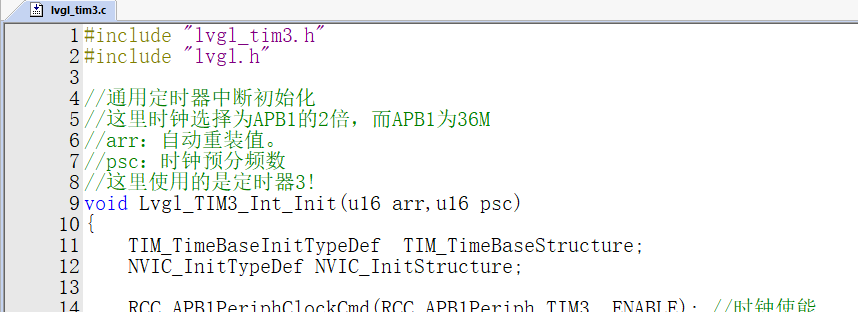 lvgl_tim3.c
1 #include "lvgl_tim3.h"
2 #include "lvgl.h"
3
4 //通用定时器中断初始化
5 //这里时钟选择为APB1的2倍，而APB1为36M
6 //arr：自动重装值。
7 //psc：时钟预分频数
8 //这里使用的是定时器3!
9 void Lvgl_TIM3_Int_Init(u16 arr,u16 psc)
10 {
11     TIM_TimeBaseInitTypeDef  TIM_TimeBaseStructure;
12     NVIC_InitTypeDef NVIC_InitStructure;
13
14     RCC_APB1PeriphClockCmd(RCC_APB1Periph_TIM3, ENABLE); //时钟使能